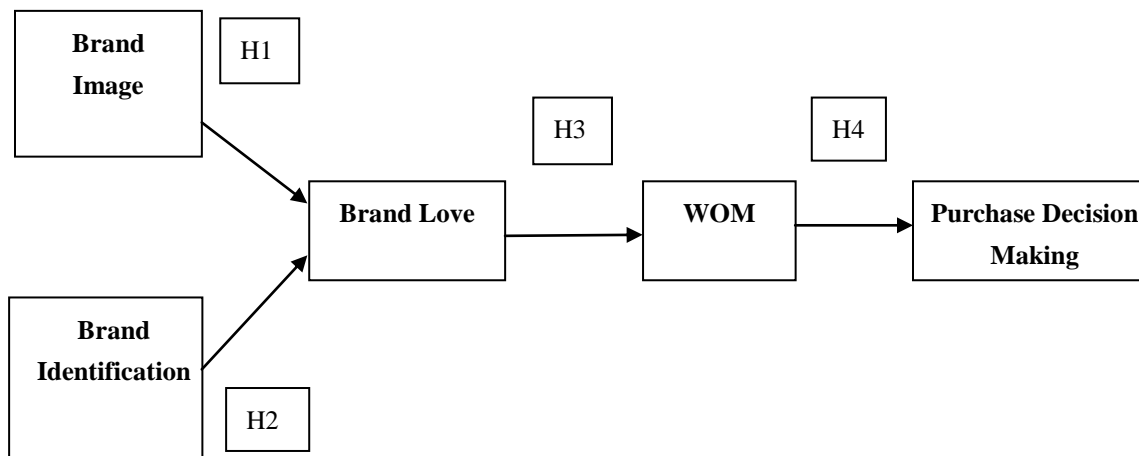 Brand
Image
H1
H3
H4
Brand Love
WOM
Purchase Decision
Making
Brand
Identification
H2